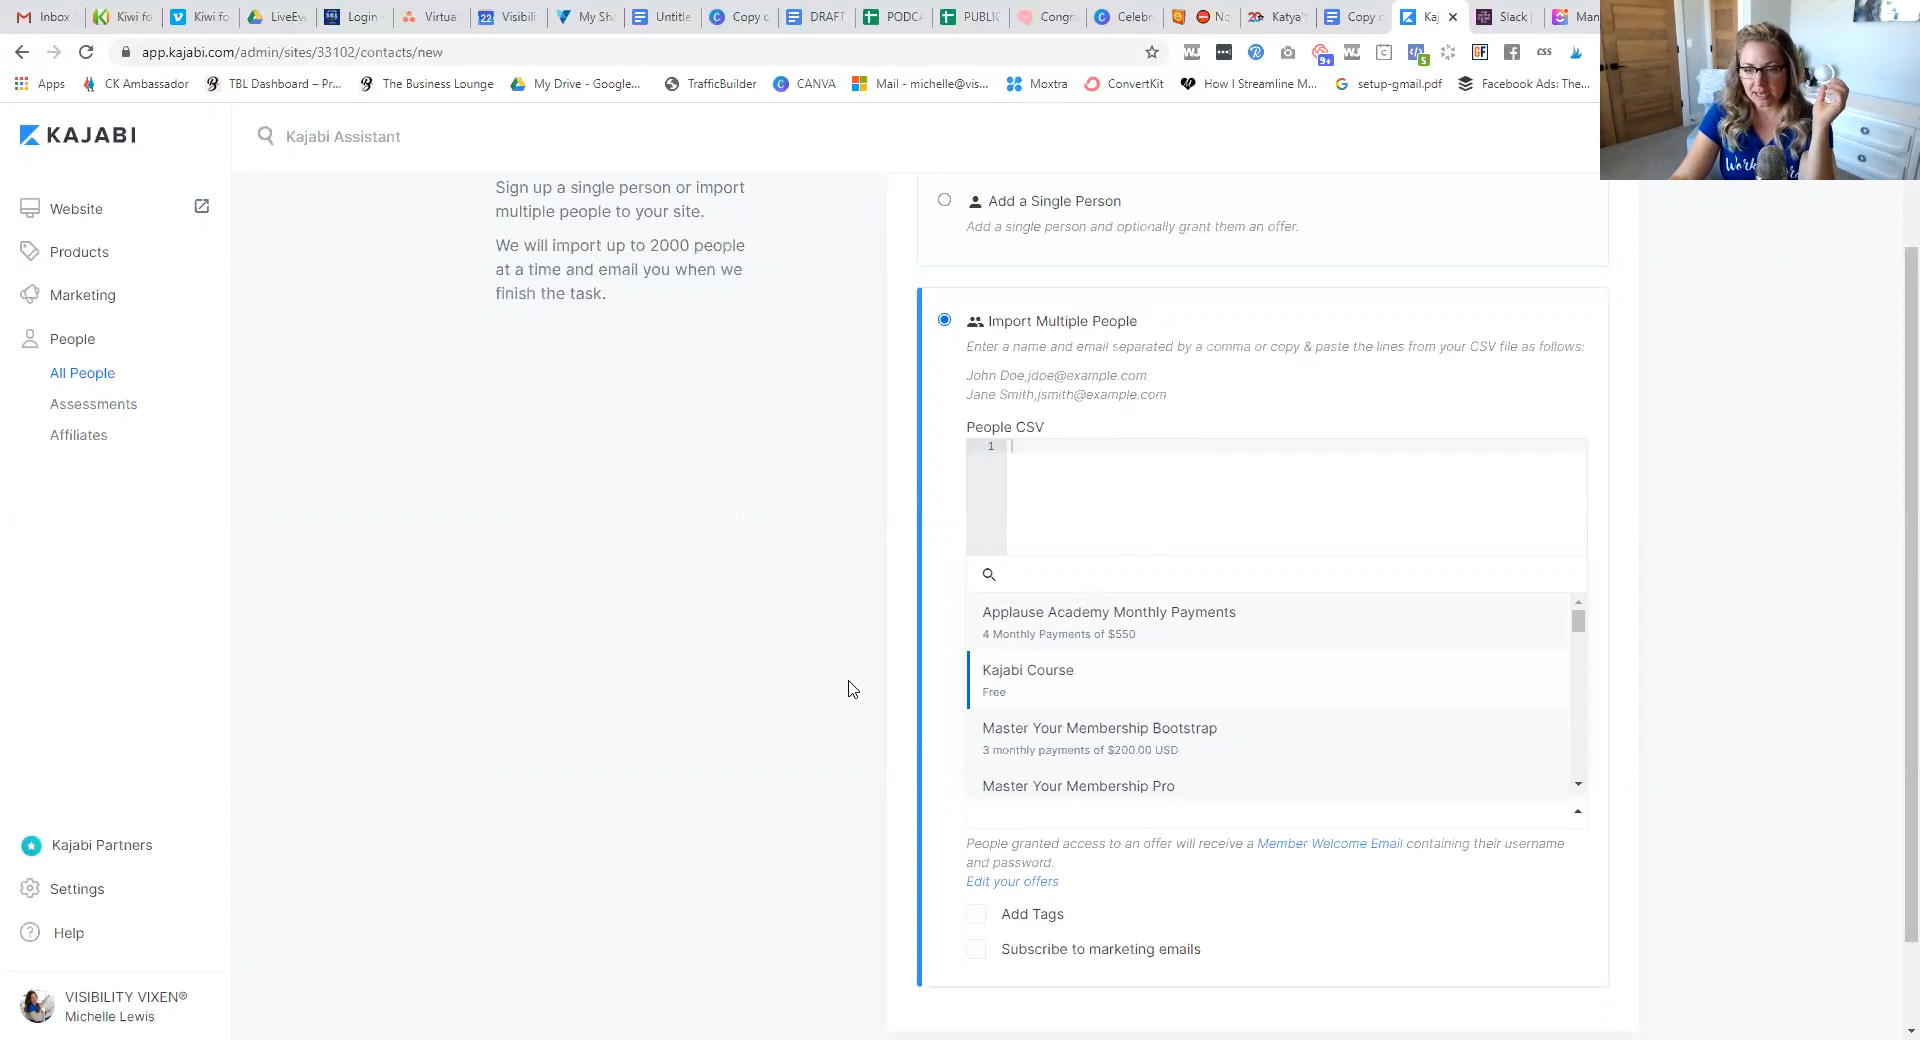 Inbox
Kiwi fo
Kiwi fo
LiveEv
Login
Virtua
22 Visibili
My Sh
Untitle
Copy c
DRAFT
PODCA
PUBLIC
Congr
Celebr
No
Katya's
Copy c
Kaj
Slack
Man
app.kajabi.com/admin/sites/33102/contacts/new
9+
5
GF
CSS
Apps
CK Ambassador
TBL Dashboard – Pr...
The Business Lounge
My Drive - Google...
TrafficBuilder
CANVA
Mail - michelle@vis...
Moxtra
ConvertKit
How I Streamline M...
setup-gmail.pdf
Facebook Ads: The...
KAJABI
Kajabi Assistant
Website
Products
Marketing
People
All People
Assessments
Affiliates
Kajabi Partners
Settings
Help
VISIBILITY VIXEN®
Michelle Lewis
Sign up a single person or import
multiple people to your site.
We will import up to 2000 people
at a time and email you when we
finish the task.
Add a Single Person
Add a single person and optionally grant them an offer.
Import Multiple People
Enter a name and email separated by a comma or copy & paste the lines from your CSV file as follows:
John Doe,jdoe@example.com
Jane Smith,jsmith@example.com
People CSV
1
Applause Academy Monthly Payments
4 Monthly Payments of $550
Kajabi Course
Free
Master Your Membership Bootstrap
3 monthly payments of $200.00 USD
Master Your Membership Pro
People granted access to an offer will receive a Member Welcome Email containing their username
and password.
Edit your offers
Add Tags
Subscribe to marketing emails